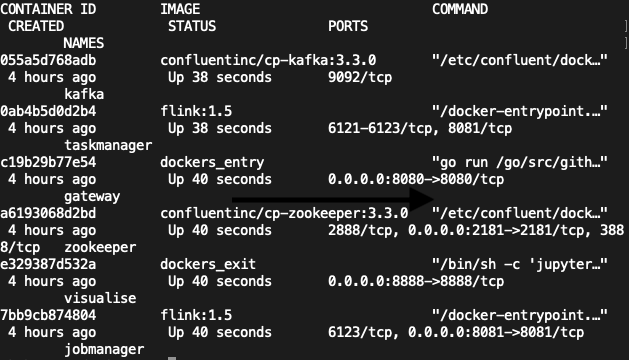 CONTAINER ID IMAGE COMMAND
CREATED STATUS PORTS
NAMES
055a5d768adb confluentinc/cp-kafka:3.3.0 "/etc/confluent/dock…"
4 hours ago Up 38 seconds 9092/tcp
kafka
0ab4b5d0d2b4 flink:1.5 "/docker-entrypoint.…"
4 hours ago Up 38 seconds 6121-6123/tcp, 8081/tcp
taskmanager
c19b29b77e54 dockers_entry "go run /go/src/gith…"
4 hours ago Up 40 seconds 0.0.0.0:8080->8080/tcp
gateway
a6193068d2bd confluentinc/cp-zookeeper:3.3.0 "/etc/confluent/dock…"
4 hours ago Up 40 seconds 2888/tcp, 0.0.0.0:2181->2181/tcp, 388
8/tcp zookeeper
e329387d532a dockers_exit "/bin/sh -c 'jupyter…"
4 hours ago Up 40 seconds 0.0.0.0:8888->8888/tcp
visualise
7bb9cb874804 flink:1.5 "/docker-entrypoint.…"
4 hours ago Up 40 seconds 6123/tcp, 0.0.0.0:8081->8081/tcp
jobmanager